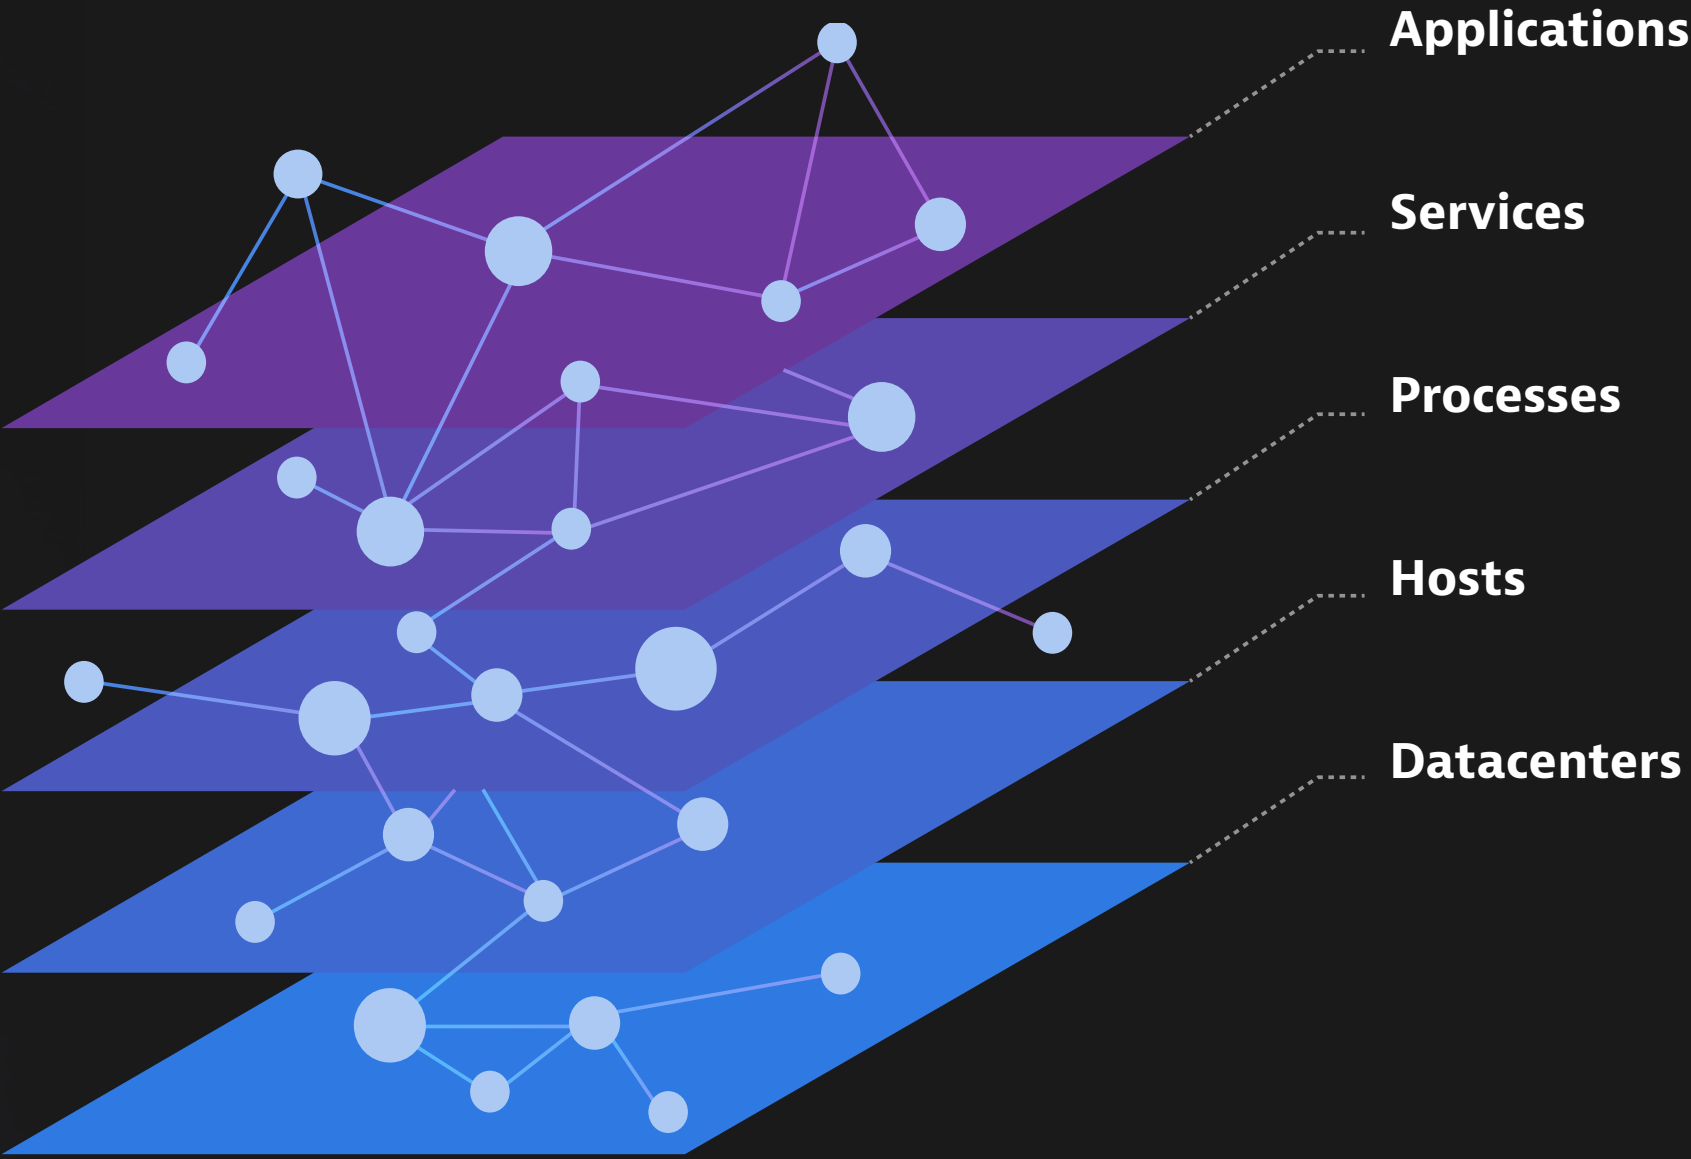 Applications
Services
Processes
Hosts
Datacenters